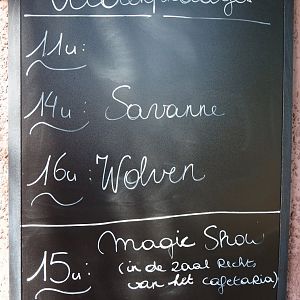 11u:
14u: Savanne
16u: Wolven
15u: Magic Show
(in de zaal rechts
van het cafetaria)